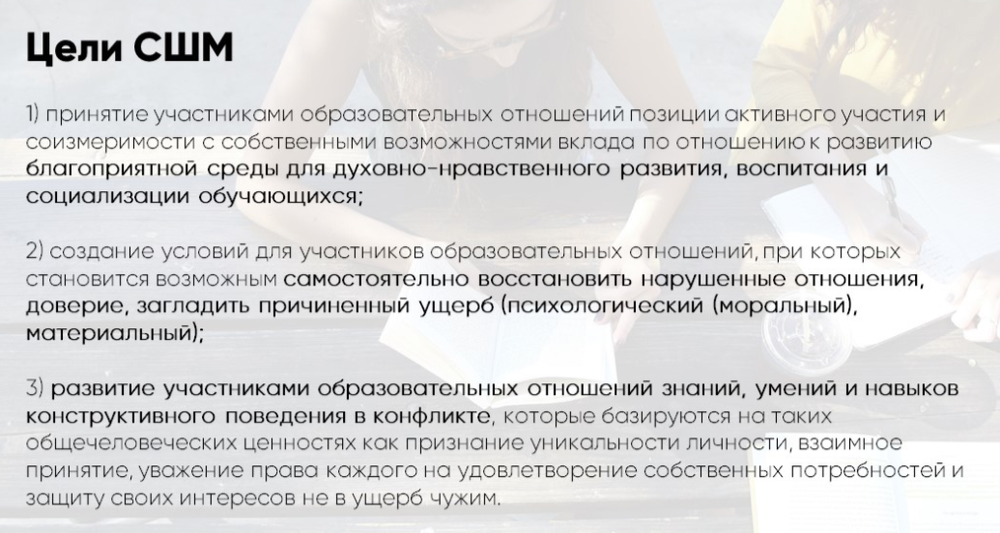 Цели СШМ
1) принятие участниками образовательных отношений позиции активного участия и
соизмеримости с собственными возможностями вклада по отношению к развитию
благоприятной среды для духовно-нравственного развития, воспитания и
социализации обучающихся;
2) создание условий для участников образовательных отношений, при которых
становится возможным самостоятельно восстановить нарушенные отношения,
доверие, загладить причиненный ущерб (психологический (моральный),
материальный);
3) развитие участниками образовательных отношений знаний, умений и навыков
конструктивного поведения в конфликте, которые базируются на таких
общечеловеческих ценностях как признание уникальности личности, взаимное
принятие, уважение права каждого на удовлетворение собственных потребностей и
защиту своих интересов не в ущерб чужим.